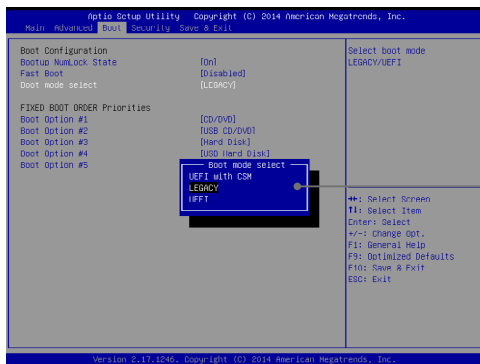 Aptio Setup Utility Copyright (C) 2014 American Megatrends, Inc.
Main Advanced Boot Security Save & Exit
Boot Configuration
Bootup NumLock State [On]
Fast Boot [Disabled]
Boot mode select [LEGACY]
FIXED BOOT ORDER Priorities
Boot Option #1 [CD/DVD]
Boot Option #2 [USB CD/DVD]
Boot Option #3 [Hard Disk]
Boot Option #4 [USB Hard Disk]
Boot Option #5
Boot mode select
UEFI with CSM
LEGACY
UEFI
Select boot mode
LEGACY/UEFI
→←: Select Screen
↑↓: Select Item
Enter: Select
+/-: Change Opt.
F1: General Help
F9: Optimized Defaults
F10: Save & Exit
ESC: Exit
Version 2.17.1246. Copyright (C) 2014 American Megatrends, Inc.